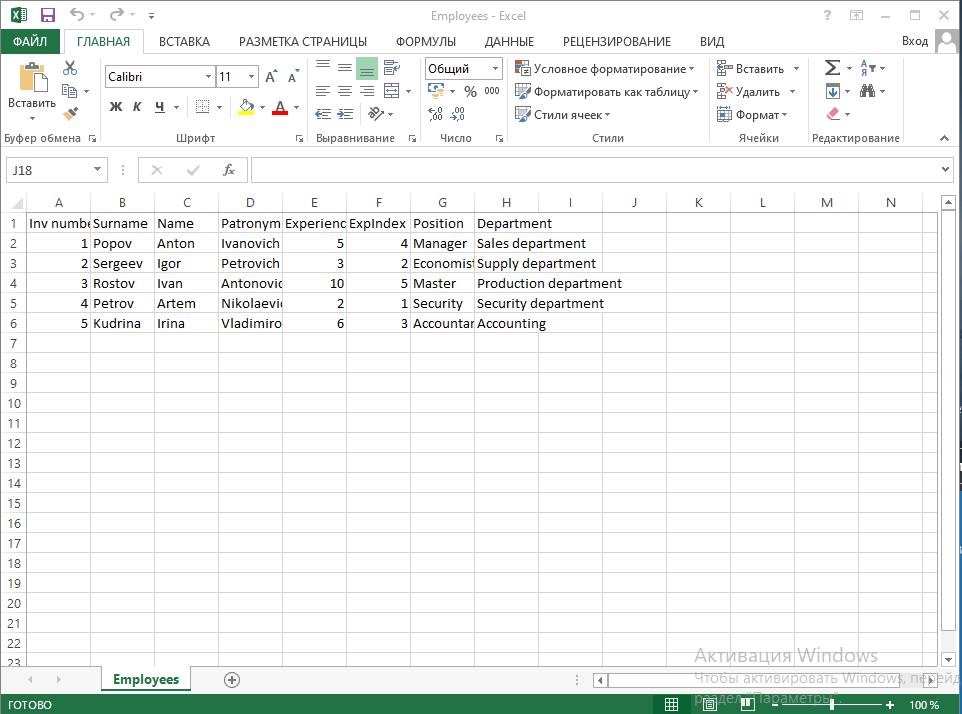 Employees - Excel
?
ФАЙЛ ГЛАВНАЯ ВСТАВКА РАЗМЕТКА СТРАНИЦЫ ФОРМУЛЫ ДАННЫЕ РЕЦЕНЗИРОВАНИЕ ВИД Вход
Вставить
Calibri 11 A A
Ж К Ч A
Общий
% 000
Условное форматирование
Форматировать как таблицу
Стили ячеек
Вставить
Удалить
Формат
Σ А Я
Буфер обмена Шрифт Выравнивание Число Стили Ячейки Редактирование
J18 fx
A B C D E F G H I J K L M N
1 Inv numbe Surname Name Patronym Experienc ExpIndex Position Department
2 1 Popov Anton Ivanovich 5 4 Manager Sales department
3 2 Sergeev Igor Petrovich 3 2 Economist Supply department
4 3 Rostov Ivan Antonovic 10 5 Master Production department
5 4 Petrov Artem Nikolaevic 2 1 Security Security department
6 5 Kudrina Irina Vladimiro 6 3 Accountan Accounting
7
8
9
10
11
12
13
14
15
16
17
18
19
20
21
22
23
Активация Windows
Чтобы активировать Windows, перейд
раздел "Параметры".
Employees
ГОТОВО 100 %